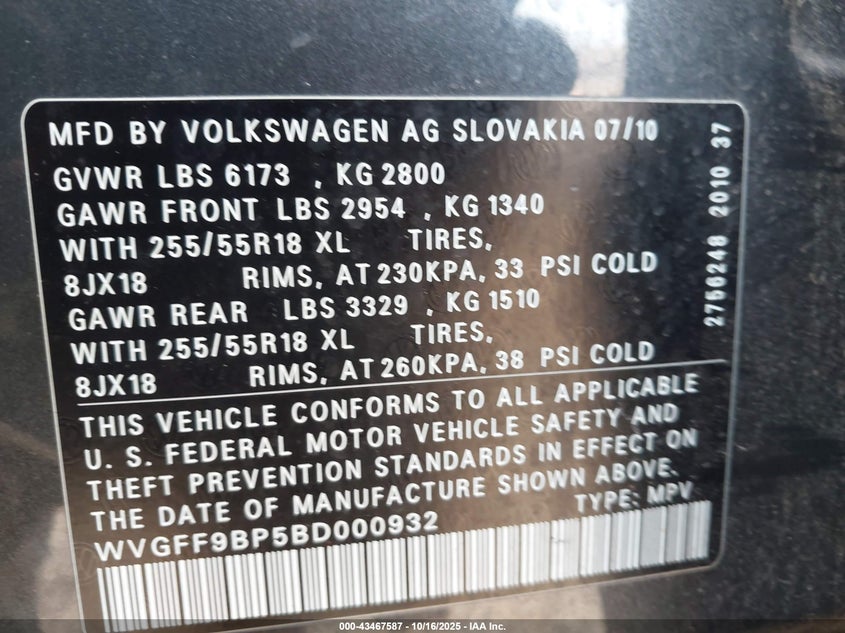 MFD BY VOLKSWAGEN AG SLOVAKIA 07/10
GVWR LBS 6173 , KG 2800
GAWR FRONT LBS 2954 , KG 1340
WITH 255/55R18 XL TIRES,
8JX18 RIMS, AT 230KPA, 33 PSI COLD
GAWR REAR LBS 3329 , KG 1510
WITH 255/55R18 XL TIRES,
8JX18 RIMS, AT 260KPA, 38 PSI COLD
2756248 2010 37
THIS VEHICLE CONFORMS TO ALL APPLICABLE
U. S. FEDERAL MOTOR VEHICLE SAFETY AND
THEFT PREVENTION STANDARDS IN EFFECT ON
THE DATE OF MANUFACTURE SHOWN ABOVE.
WVGFF9BP5BD000932 TYPE: MPV
000-43467587 - 10/16/2025 - IAA Inc.